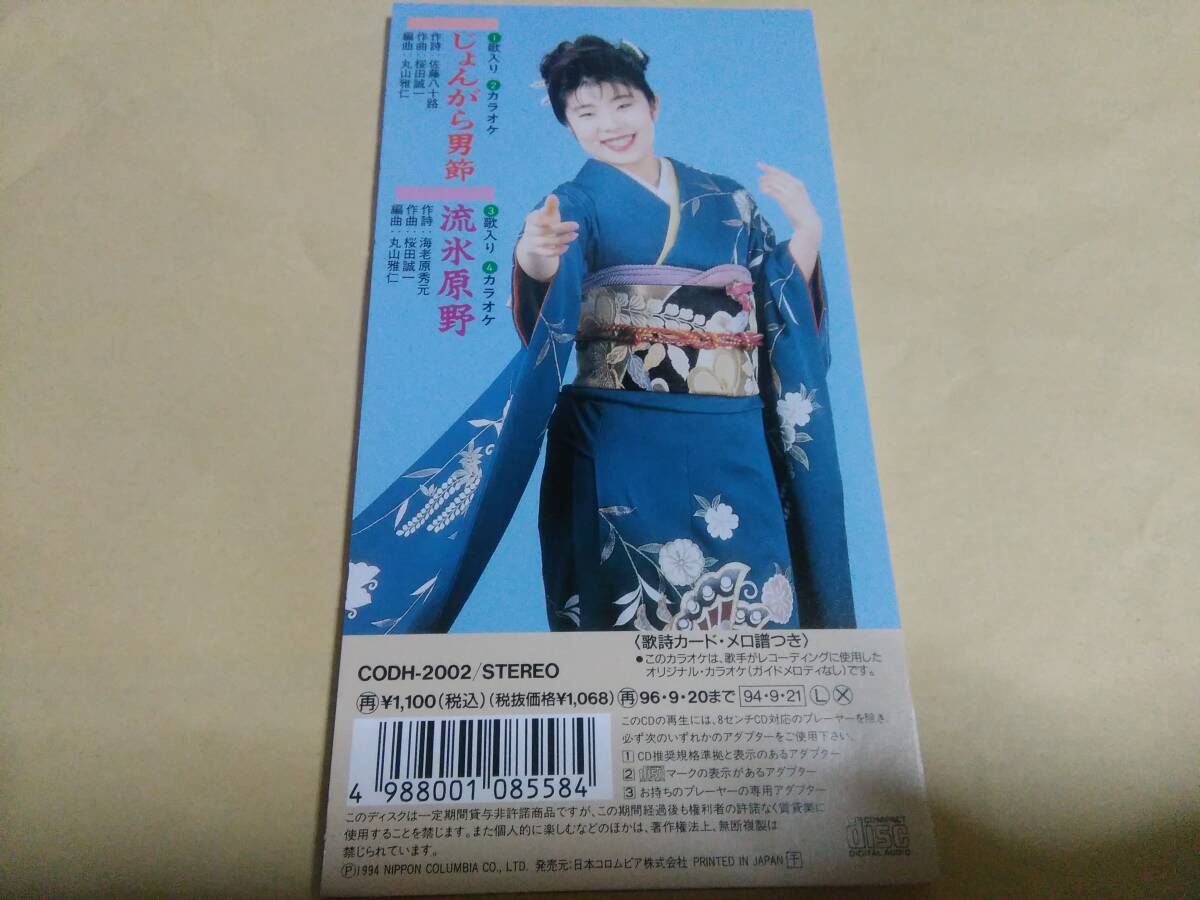 ①歌入り ②カラオケ
じょんがら男節
作詩:佐藤八十路
作曲:桜田誠一
編曲:丸山雅仁
③歌入り ④カラオケ
流氷原野
作詩:海老原秀元
作曲:桜田誠一
編曲:丸山雅仁
〈歌詩カード・メロ譜つき〉
●このカラオケは、歌手がレコーディングに使用した
オリジナル・カラオケ(ガイドメロディなし)です。
CODH-2002/STEREO
再¥1,100(税込)(税抜価格¥1,068)再96・9・20まで 94・9・21 Ⓛ Ⓧ
このCDの再生には、8センチCD対応のプレーヤーを除き
必ず次のいずれかのアダプターをご使用下さい。
1 CD推奨規格準拠と表示のあるアダプター
2 マークの表示があるアダプター
3 お持ちのプレーヤーの専用アダプター
4 988001 085584
このディスクは一定期間貸与非許諾商品ですが、この期間経過後も権利者の許諾なく賃貸業に
使用することを禁じます。また個人的に楽しむなどのほかは、著作権法上、無断複製は
禁じられています。
COMPACT
disc
DIGITAL AUDIO
Ⓟ1994 NIPPON COLUMBIA CO., LTD. 発売元:日本コロムビア株式会社 PRINTED IN JAPAN 千